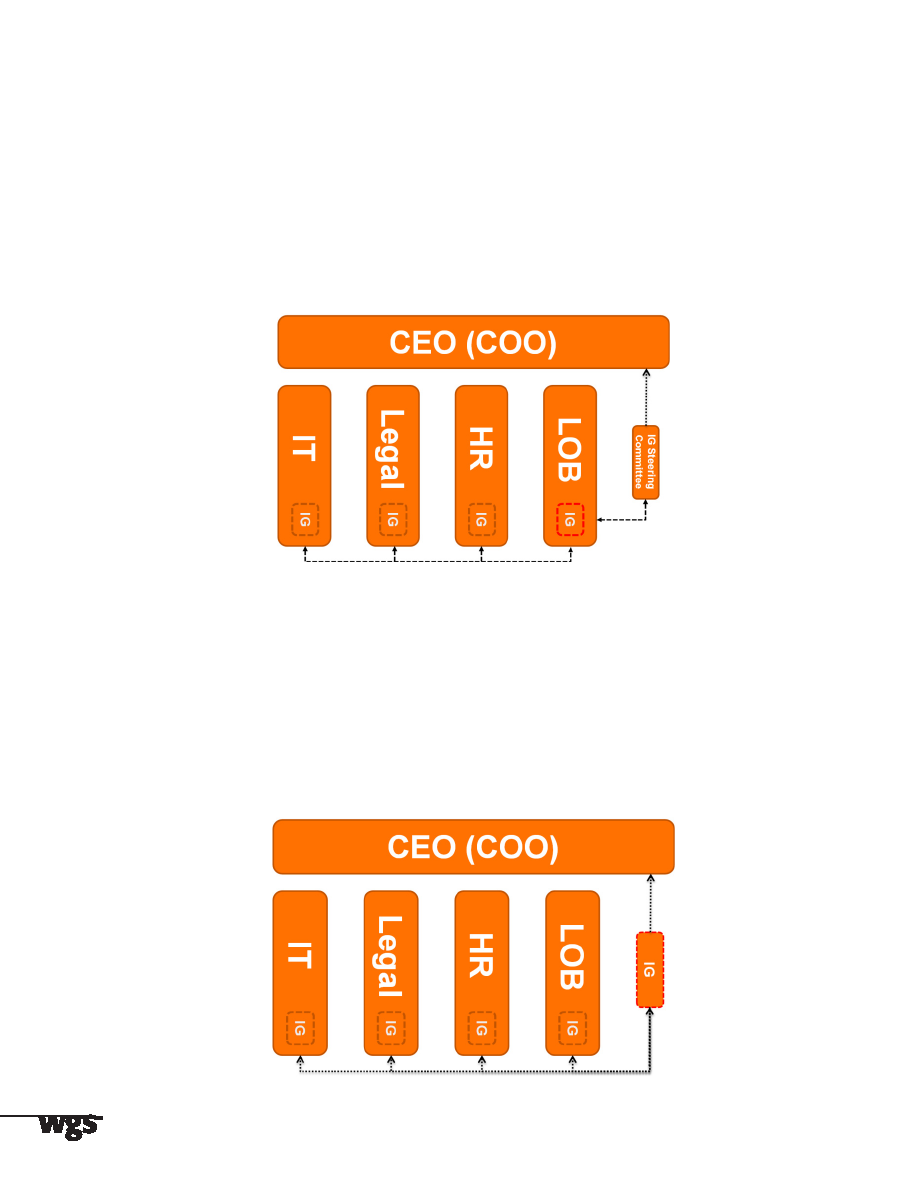 CEO (COO)
IT
Legal
HR
LOB
IG Steering
Committee
IG
IG
IG
IG
CEO (COO)
IT
Legal
HR
LOB
IG
IG
IG
IG
IG
wgs